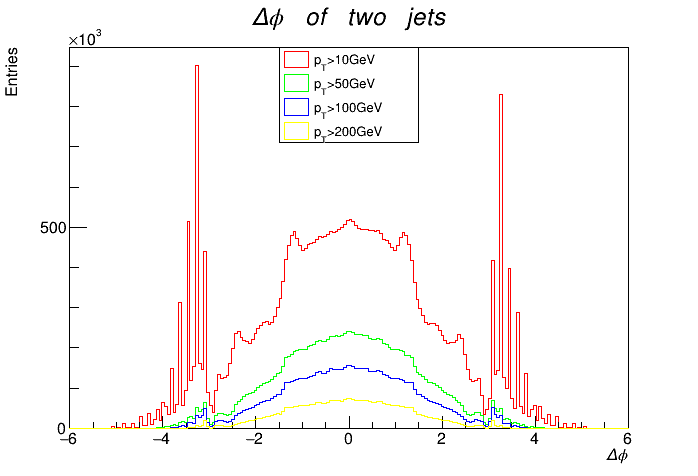 Δϕ of two jets
×10³
Entries
p_T>10GeV
p_T>50GeV
p_T>100GeV
p_T>200GeV
500
0
−6 −4 −2 0 2 4 6
Δϕ